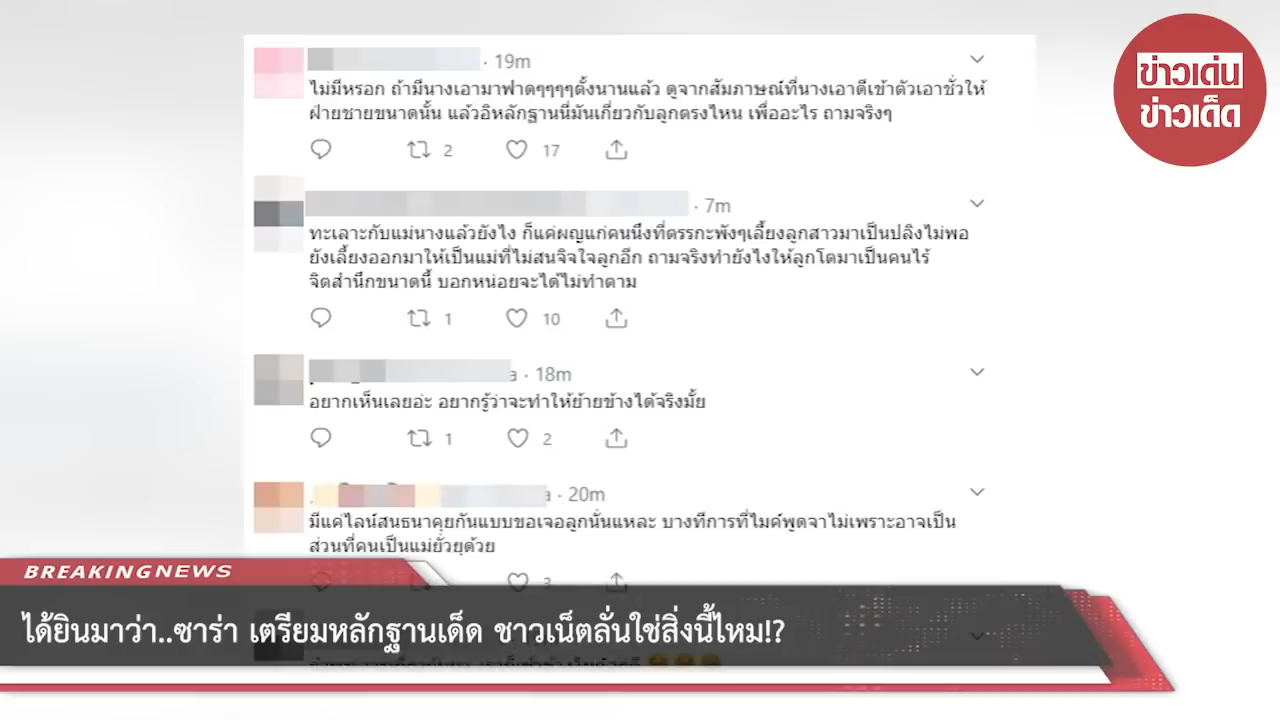 ข่าวเด่น
ข่าวเด็ด
· 19m
ไม่มีหรอก ถ้ามีนางเอามาฟาดๆๆๆๆตั้งนานแล้ว ดูจากสัมภาษณ์ที่นางเอาดีเข้าตัวเอาชั่วให้
ฝ่ายชายขนาดนั้น แล้วอิหลักฐานนี่มันเกี่ยวกับลูกตรงไหน เพื่ออะไร ถามจริงๆ
2 17
· 7m
ทะเลาะกับแม่นางแล้วยังไง ก็แค่ผญแก่คนนึงที่ตรรกะพังๆเลี้ยงลูกสาวมาเป็นปลิงไม่พอ
ยังเลี้ยงออกมาให้เป็นแม่ที่ไม่สนจิจใจลูกอีก ถามจริงทำยังไงให้ลูกโตมาเป็นคนไร้
จิตสำนึกขนาดนี้ บอกหน่อยจะได้ไม่ทำตาม
1 10
a · 18m
อยากเห็นเลยอ่ะ อยากรู้ว่าจะทำให้ย้ายข้างได้จริงมั้ย
1 2
a · 20m
มีแค่ไลน์สนธนาคุยกันแบบขอเจอลูกนั่นแหละ บางทีการที่ไมค์พูดจาไม่เพราะอาจเป็น
ส่วนที่คนเป็นแม่ยั่วยุด้วย
3
BREAKINGNEWS
ได้ยินมาว่า..ซาร่า เตรียมหลักฐานเด็ด ชาวเน็ตลั่นใช่สิ่งนี้ไหม!?